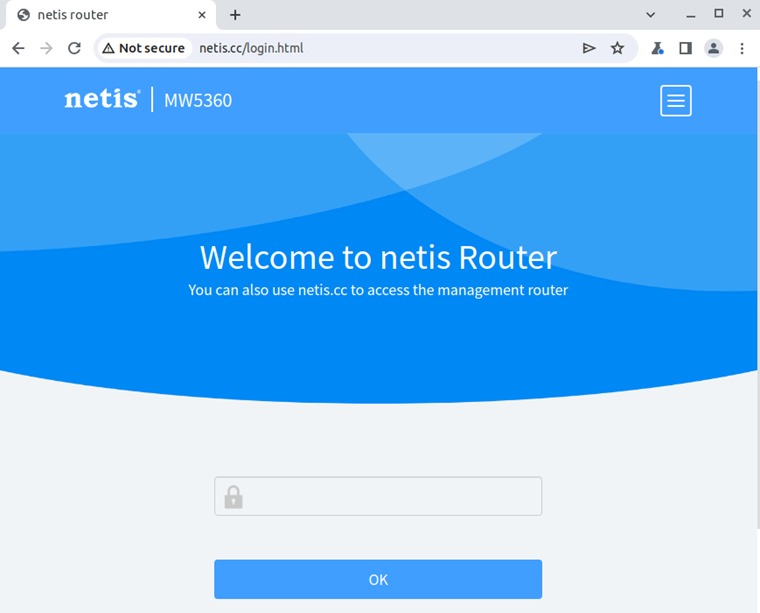 netis router
Not secure netis.cc/login.html
netis® MW5360
Welcome to netis Router
You can also use netis.cc to access the management router
OK